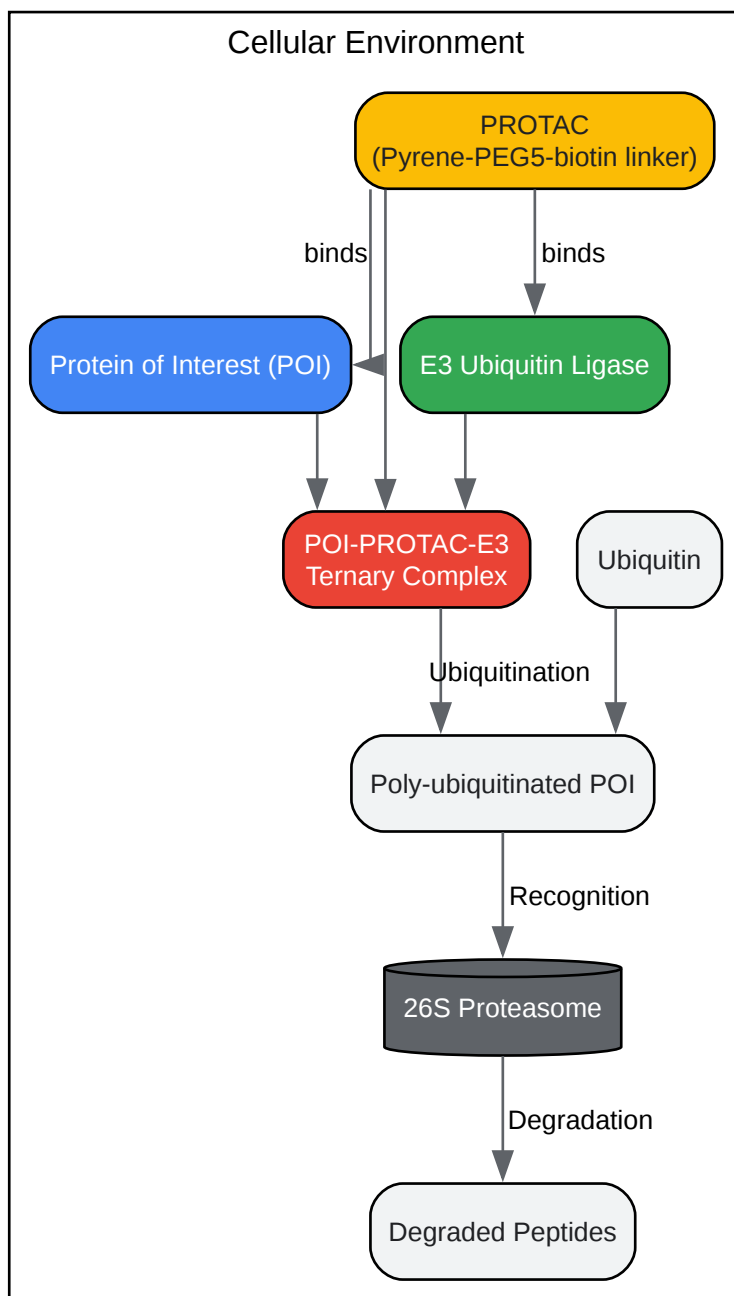 Cellular Environment
PROTAC
(Pyrene-PEG5-biotin linker)
binds
binds
Protein of Interest (POI)
E3 Ubiquitin Ligase
POI-PROTAC-E3
Ternary Complex
Ubiquitin
Ubiquitination
Poly-ubiquitinated POI
Recognition
26S Proteasome
Degradation
Degraded Peptides